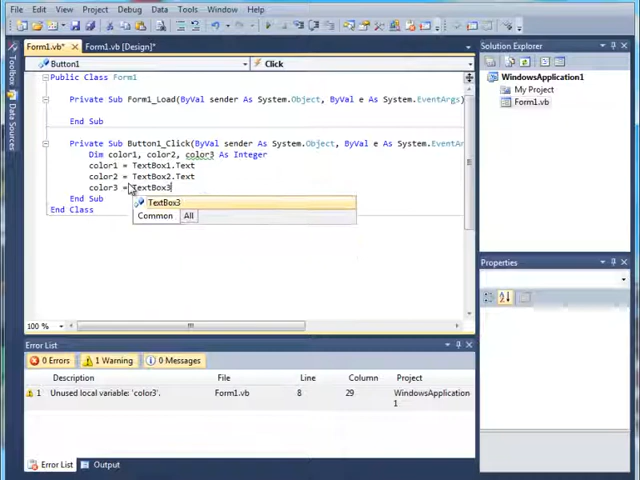 File Edit View Project Debug Data Tools Window Help
Form1.vb* Form1.vb [Design]*
Solution Explorer
Button1 Click
Public Class Form1
Private Sub Form1_Load(ByVal sender As System.Object, ByVal e As System.EventArgs)
End Sub
Private Sub Button1_Click(ByVal sender As System.Object, ByVal e As System.EventAr
Dim color1, color2, color3 As Integer
color1 = TextBox1.Text
color2 = TextBox2.Text
color3 = TextBox3
End Sub
End Class
TextBox3
Common All
100 %
Toolbox
Data Sources
WindowsApplication1
My Project
Form1.vb
Properties
Error List
0 Errors 1 Warning 0 Messages
Description File Line Column Project
1 Unused local variable: 'color3'. Form1.vb 8 29 WindowsApplication
1
Error List Output